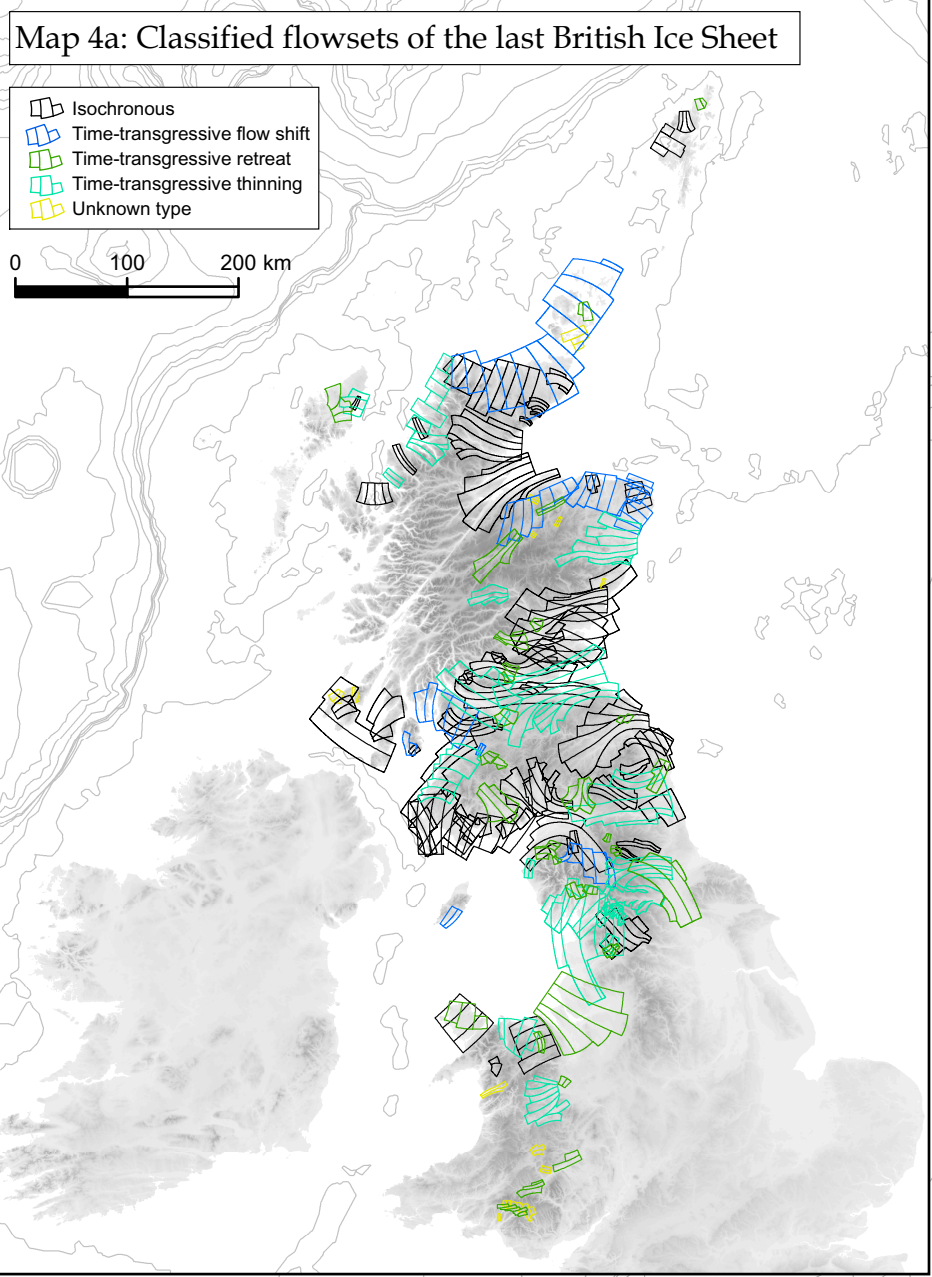 Map 4a: Classified flowsets of the last British Ice Sheet
Isochronous
Time-transgressive flow shift
Time-transgressive retreat
Time-transgressive thinning
Unknown type
0 100 200 km